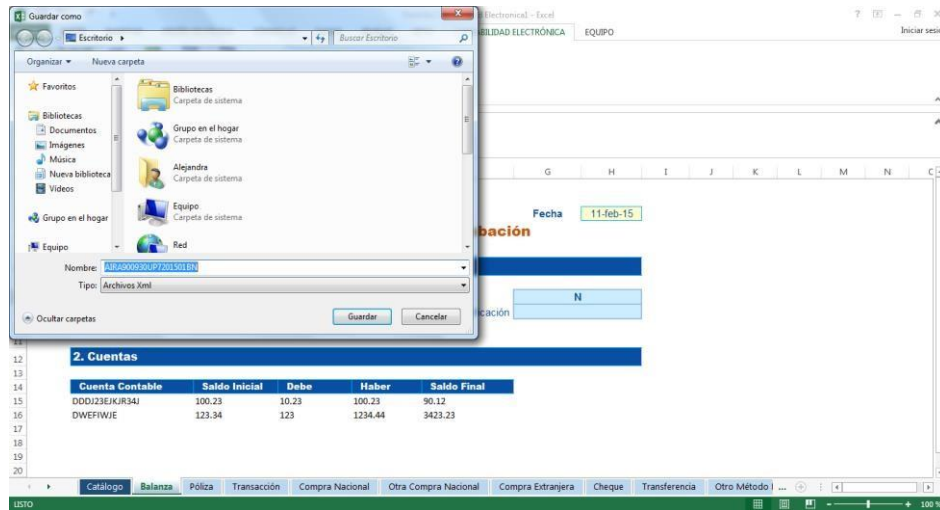 Guardar como
Electronica1 - Excel
Escritorio
Buscar Escritorio
BILIDAD ELECTRÓNICA EQUIPO
Iniciar sesi
Organizar Nueva carpeta
Favoritos
Bibliotecas
Documentos
Imágenes
Música
Nueva biblioteca
Vídeos
Grupo en el hogar
Equipo
Bibliotecas
Carpeta de sistema
Grupo en el hogar
Carpeta de sistema
Alejandra
Carpeta de sistema
Equipo
Carpeta de sistema
Red
Nombre: AIRA900930UP7201501BN
Tipo: Archivos Xml
Ocultar carpetas
Guardar Cancelar
G H I J K L M N
Fecha 11-feb-15
bación
N
icación
11
12 2. Cuentas
13
14 Cuenta Contable Saldo Inicial Debe Haber Saldo Final
15 DDDJ23EJKJR34J 100.23 10.23 100.23 90.12
16 DWEFIWJE 123.34 123 1234.44 3423.23
17
18
19
20
Catálogo Balanza Póliza Transacción Compra Nacional Otra Compra Nacional Compra Extranjera Cheque Transferencia Otro Método ...
LISTO
100 %